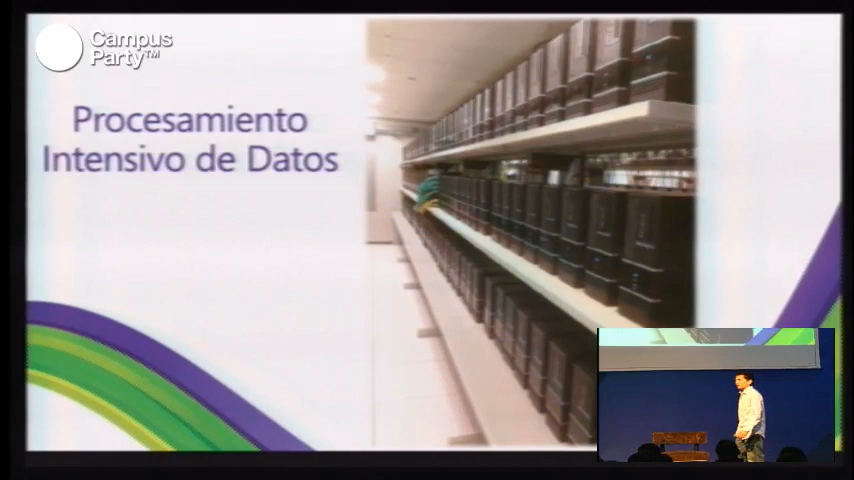 Campus
Party™
Procesamiento
Intensivo de Datos